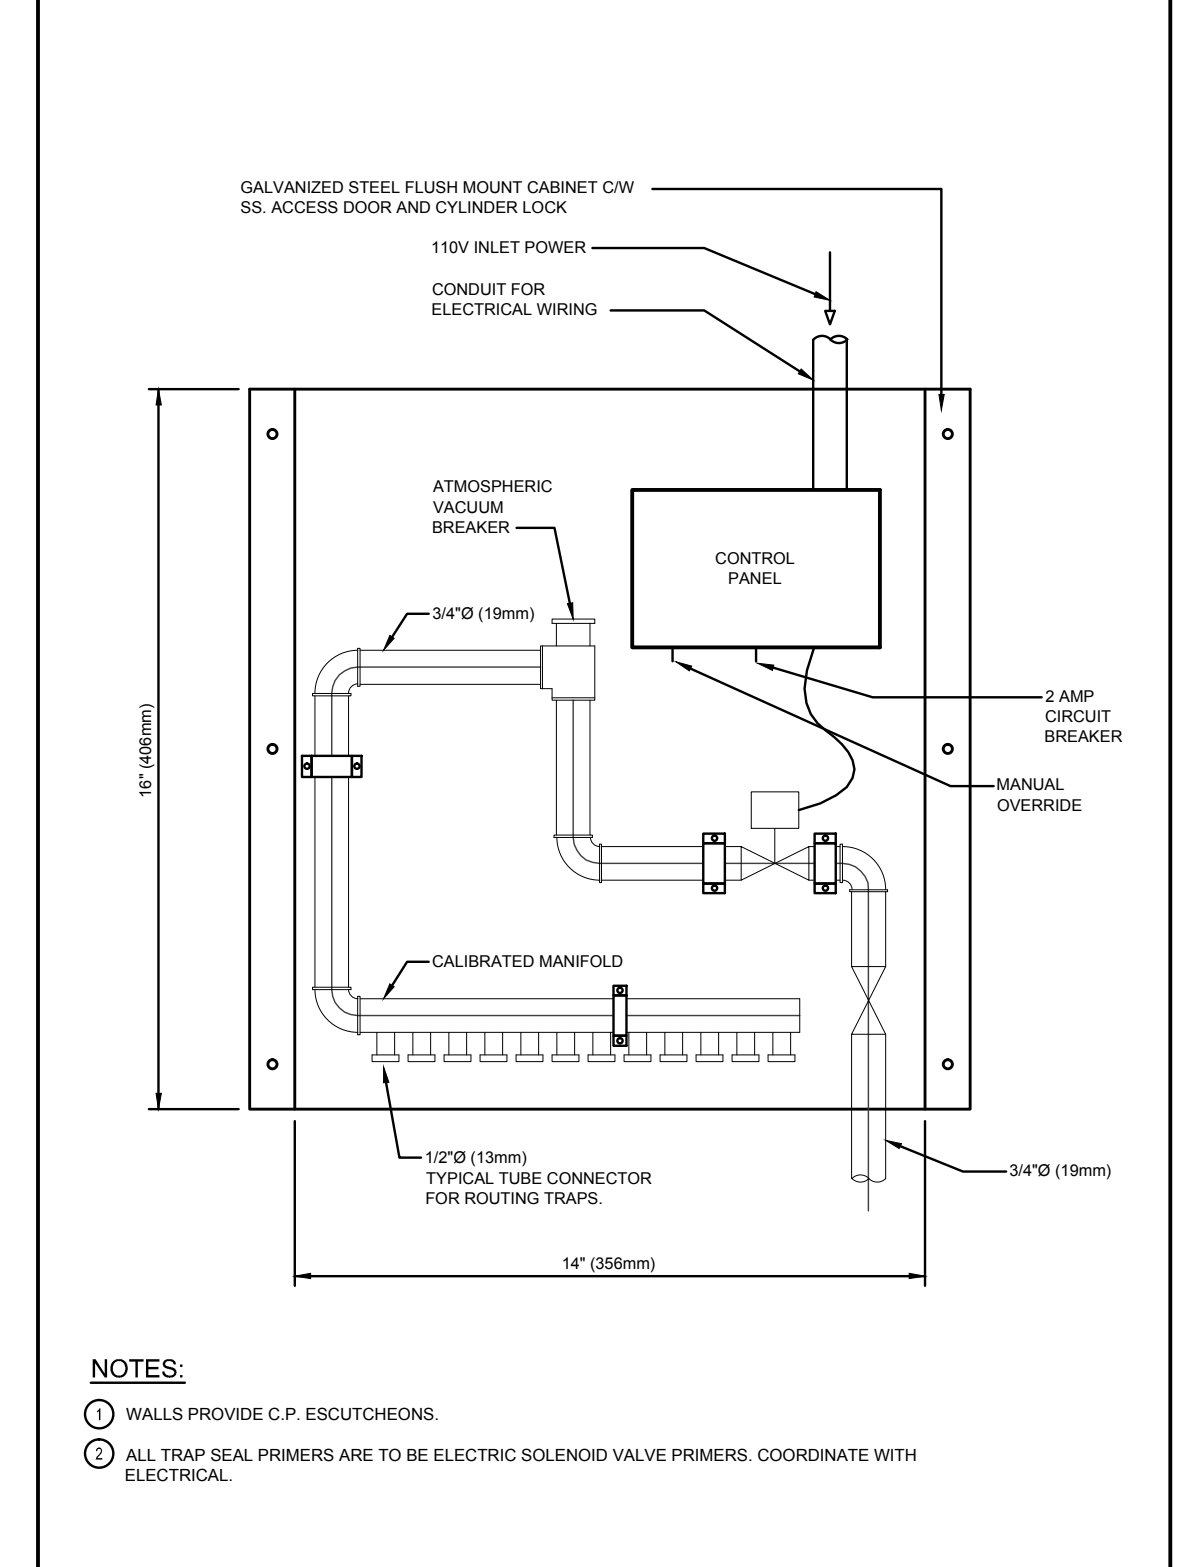 GALVANIZED STEEL FLUSH MOUNT CABINET C/W
SS. ACCESS DOOR AND CYLINDER LOCK
110V INLET POWER
CONDUIT FOR
ELECTRICAL WIRING
ATMOSPHERIC
VACUUM
BREAKER
CONTROL
PANEL
3/4"Ø (19mm)
2 AMP
CIRCUIT
BREAKER
16" (406mm)
MANUAL
OVERRIDE
CALIBRATED MANIFOLD
1/2"Ø (13mm)
TYPICAL TUBE CONNECTOR
FOR ROUTING TRAPS.
3/4"Ø (19mm)
14" (356mm)
NOTES:
1 WALLS PROVIDE C.P. ESCUTCHEONS.
2 ALL TRAP SEAL PRIMERS ARE TO BE ELECTRIC SOLENOID VALVE PRIMERS. COORDINATE WITH
ELECTRICAL.